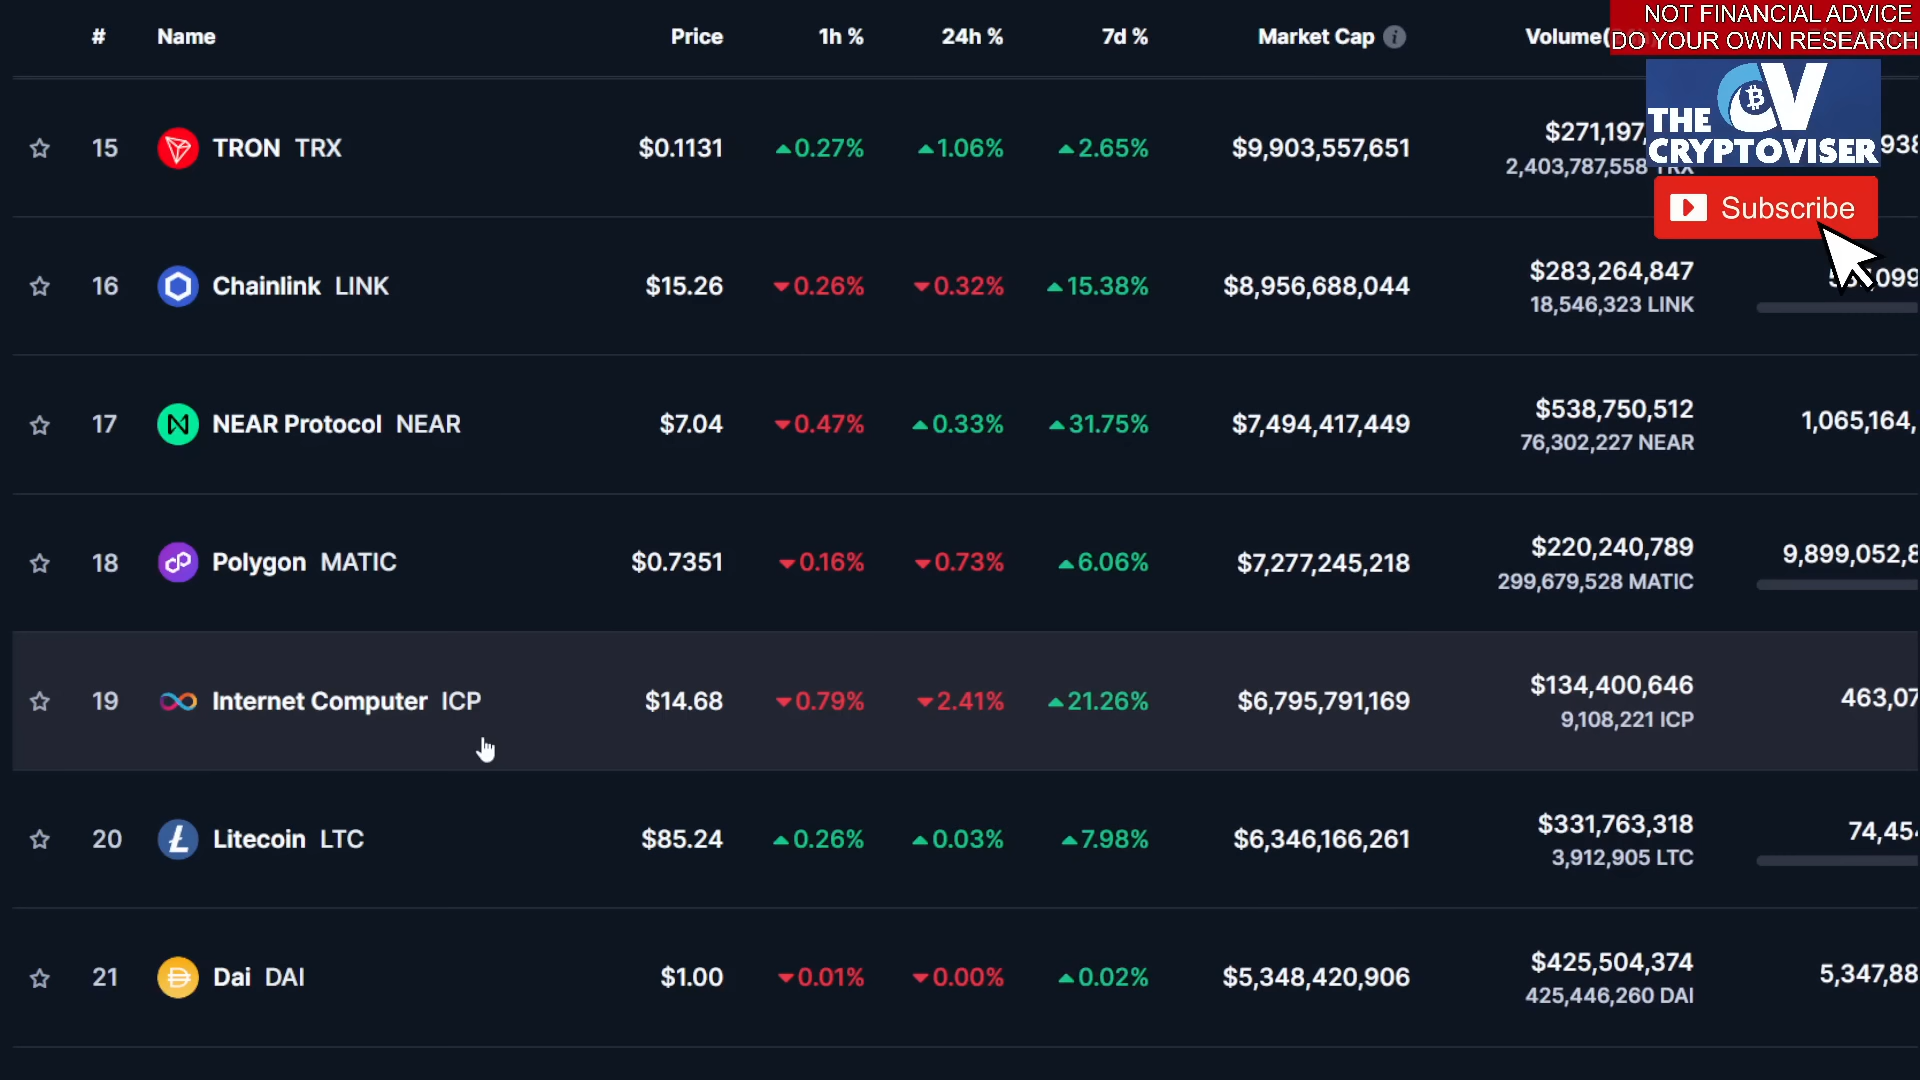 NOT FINANCIAL ADVICE
DO YOUR OWN RESEARCH
# Name Price 1h % 24h % 7d % Market Cap Volume(
THE CV
CRYPTOVISER
Subscribe
15 TRON TRX $0.1131 0.27% 1.06% 2.65% $9,903,557,651 $271,197,
2,403,787,558 TRX
16 Chainlink LINK $15.26 0.26% 0.32% 15.38% $8,956,688,044 $283,264,847
18,546,323 LINK
17 NEAR Protocol NEAR $7.04 0.47% 0.33% 31.75% $7,494,417,449 $538,750,512 1,065,164,
76,302,227 NEAR
18 Polygon MATIC $0.7351 0.16% 0.73% 6.06% $7,277,245,218 $220,240,789 9,899,052,8
299,679,528 MATIC
19 Internet Computer ICP $14.68 0.79% 2.41% 21.26% $6,795,791,169 $134,400,646 463,07
9,108,221 ICP
20 Litecoin LTC $85.24 0.26% 0.03% 7.98% $6,346,166,261 $331,763,318 74,454
3,912,905 LTC
21 Dai DAI $1.00 0.01% 0.00% 0.02% $5,348,420,906 $425,504,374 5,347,88
425,446,260 DAI